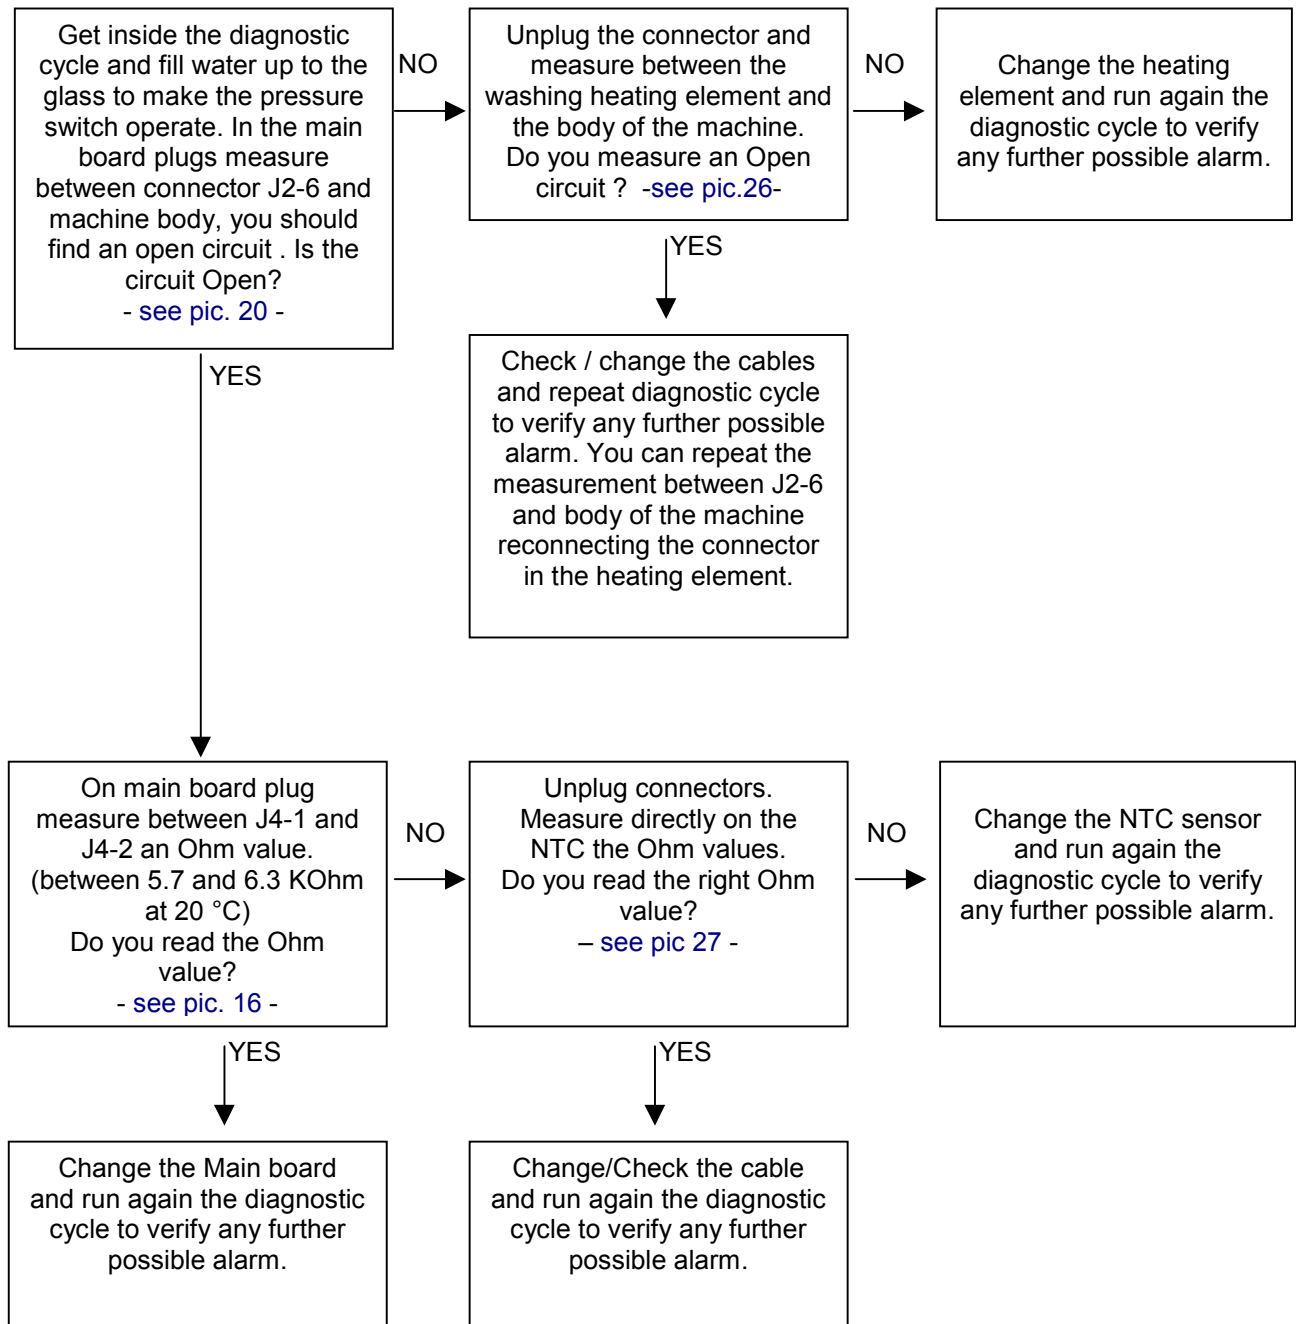 Get inside the diagnostic
cycle and fill water up to the
glass to make the pressure
switch operate. In the main
board plugs measure
between connector J2-6 and
machine body, you should
find an open circuit . Is the
circuit Open?
- see pic. 20 -
NO
Unplug the connector and
measure between the
washing heating element and
the body of the machine.
Do you measure an Open
circuit ? -see pic.26-
NO
Change the heating
element and run again the
diagnostic cycle to verify
any further possible alarm.
YES
Check / change the cables
and repeat diagnostic cycle
to verify any further possible
alarm. You can repeat the
measurement between J2-6
and body of the machine
reconnecting the connector
in the heating element.
YES
On main board plug
measure between J4-1 and
J4-2 an Ohm value.
(between 5.7 and 6.3 KOhm
at 20 °C)
Do you read the Ohm
value?
- see pic. 16 -
NO
Unplug connectors.
Measure directly on the
NTC the Ohm values.
Do you read the right Ohm
value?
– see pic 27 -
NO
Change the NTC sensor
and run again the
diagnostic cycle to verify
any further possible alarm.
YES
Change the Main board
and run again the diagnostic
cycle to verify any further
possible alarm.
YES
Change/Check the cable
and run again the diagnostic
cycle to verify any further
possible alarm.